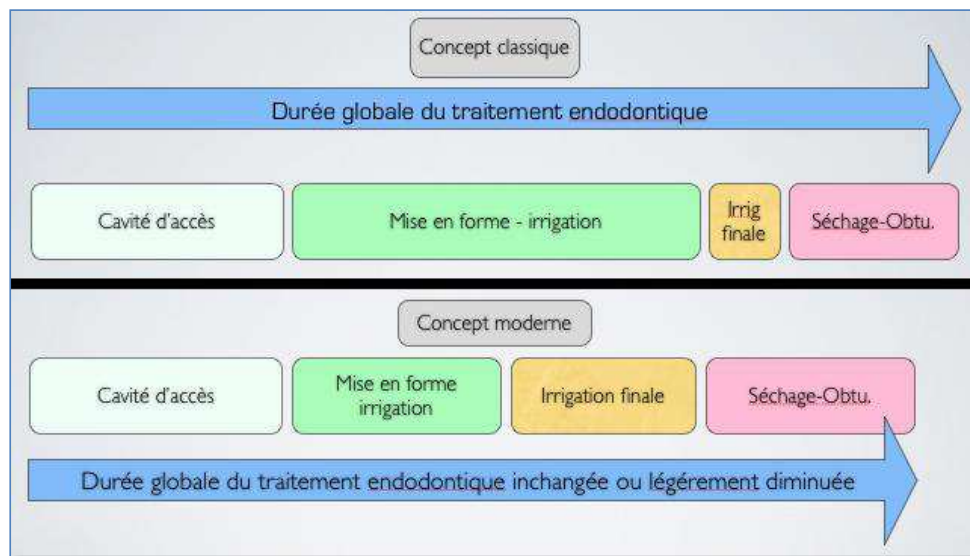 Concept classique
Durée globale du traitement endodontique
Cavité d'accès
Mise en forme - irrigation
Irrig
finale
Séchage-Obtu.
Concept moderne
Cavité d'accès
Mise en forme
irrigation
Irrigation finale
Séchage-Obtu.
Durée globale du traitement endodontique inchangée ou légérement diminuée